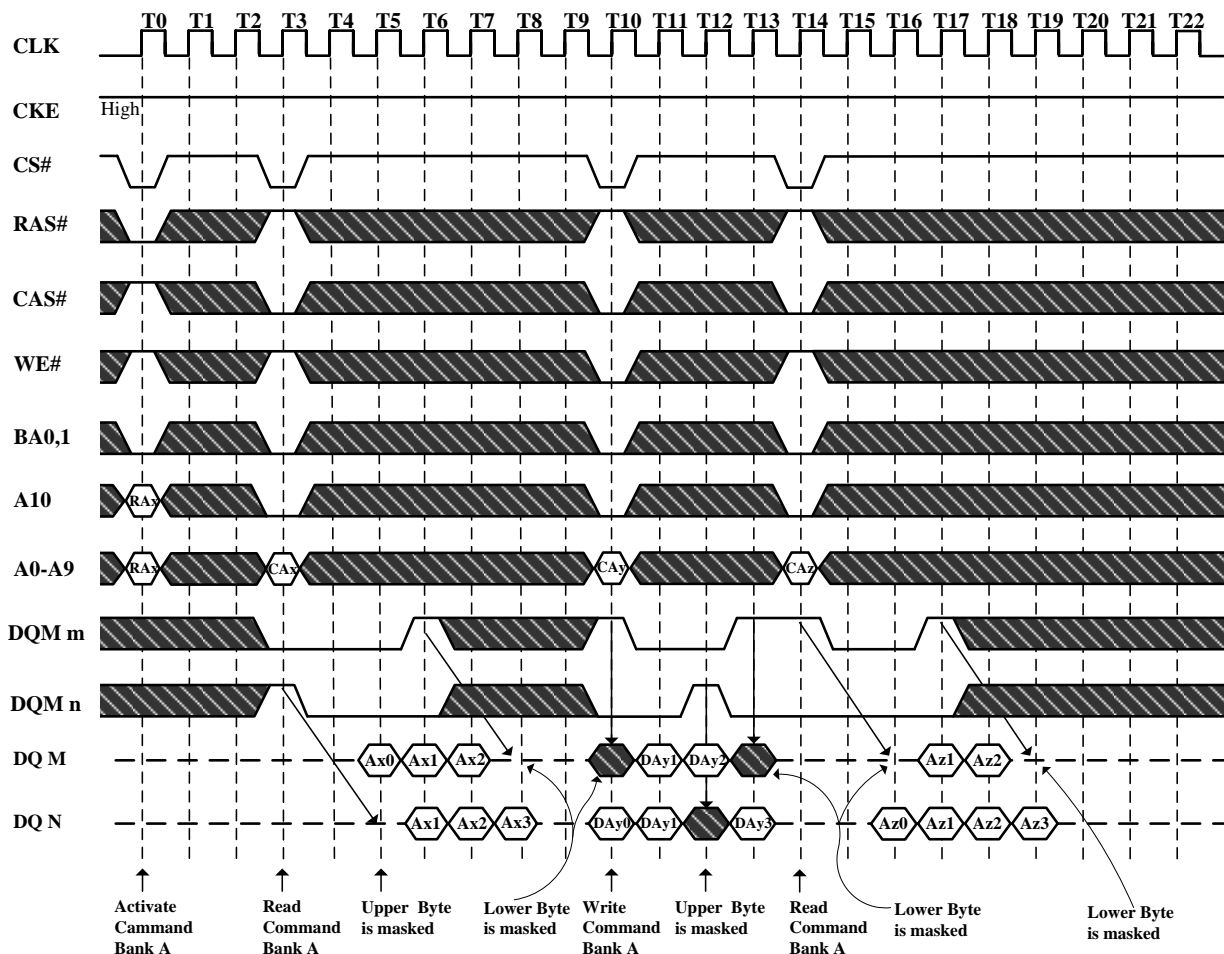 T0 T1 T2 T3 T4 T5 T6 T7 T8 T9 T10 T11 T12 T13 T14 T15 T16 T17 T18 T19 T20 T21 T22
CLK
CKE High
CS#
RAS#
CAS#
WE#
BA0,1
A10 RAx
A0-A9 RAx CAx CAy CAz
DQM m
DQM n
DQ M Ax0 Ax1 Ax2 DAy1 DAy2 Az1 Az2
DQ N Ax1 Ax2 Ax3 DAy0 DAy1 DAy3 Az0 Az1 Az2 Az3
Activate
Cammand
Bank A
Read
Command
Bank A
Upper Byte
is masked
Lower Byte
is masked
Write
Command
Bank A
Upper Byte
is masked
Read
Command
Bank A
Lower Byte
is masked
Lower Byte
is masked